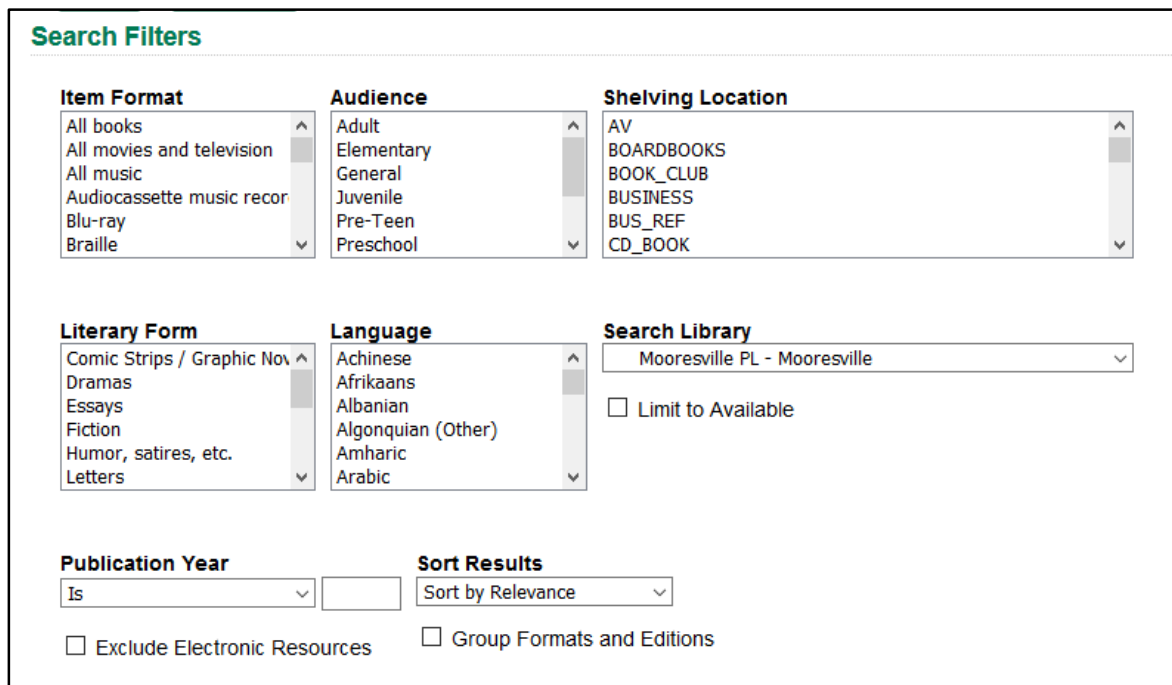 Search Filters
Item Format
All books
All movies and television
All music
Audiocassette music recor
Blu-ray
Braille
Audience
Adult
Elementary
General
Juvenile
Pre-Teen
Preschool
Shelving Location
AV
BOARDBOOKS
BOOK_CLUB
BUSINESS
BUS_REF
CD_BOOK
Literary Form
Comic Strips / Graphic Nov
Dramas
Essays
Fiction
Humor, satires, etc.
Letters
Language
Achinese
Afrikaans
Albanian
Algonquian (Other)
Amharic
Arabic
Search Library
Mooresville PL - Mooresville
Limit to Available
Publication Year
Is
Exclude Electronic Resources
Sort Results
Sort by Relevance
Group Formats and Editions